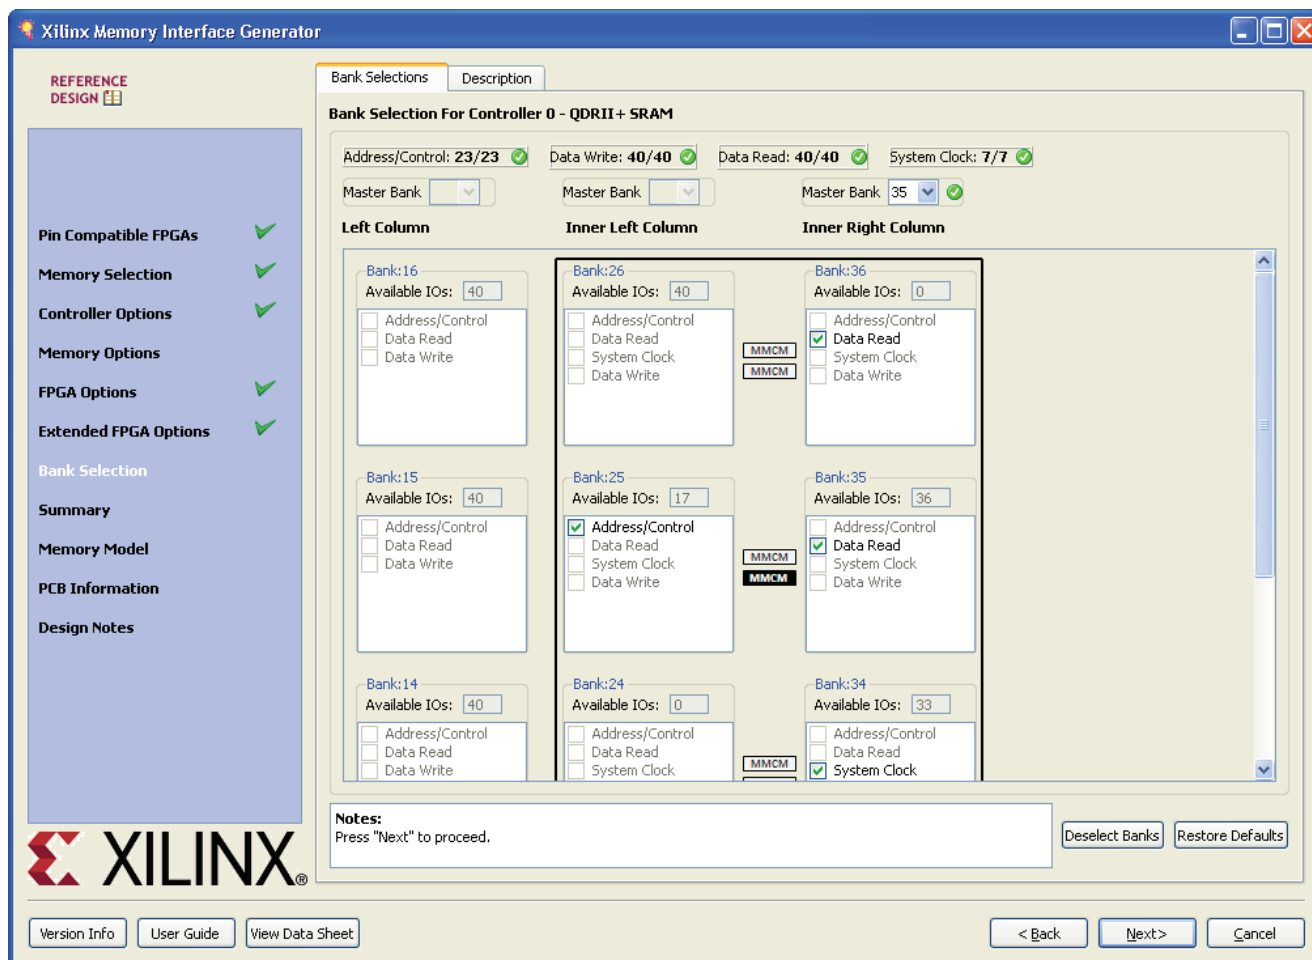 Xilinx Memory Interface Generator
REFERENCE
DESIGN
Pin Compatible FPGAs
Memory Selection
Controller Options
Memory Options
FPGA Options
Extended FPGA Options
Bank Selection
Summary
Memory Model
PCB Information
Design Notes
XILINX®
Bank Selections Description
Bank Selection For Controller 0 - QDRII+ SRAM
Address/Control: 23/23 Data Write: 40/40 Data Read: 40/40 System Clock: 7/7
Master Bank Master Bank Master Bank 35
Left Column Inner Left Column Inner Right Column
Bank:16
Available IOs: 40
Address/Control
Data Read
Data Write
Bank:26
Available IOs: 40
Address/Control
Data Read
System Clock
Data Write
MMCM
MMCM
Bank:36
Available IOs: 0
Address/Control
Data Read
System Clock
Data Write
Bank:15
Available IOs: 40
Address/Control
Data Read
Data Write
Bank:25
Available IOs: 17
Address/Control
Data Read
System Clock
Data Write
MMCM
MMCM
Bank:35
Available IOs: 36
Address/Control
Data Read
System Clock
Data Write
Bank:14
Available IOs: 40
Address/Control
Data Read
Data Write
Bank:24
Available IOs: 0
Address/Control
Data Read
System Clock
MMCM
Bank:34
Available IOs: 33
Address/Control
Data Read
System Clock
Notes:
Press "Next" to proceed.
Deselect Banks Restore Defaults
Version Info User Guide View Data Sheet < Back Next> Cancel